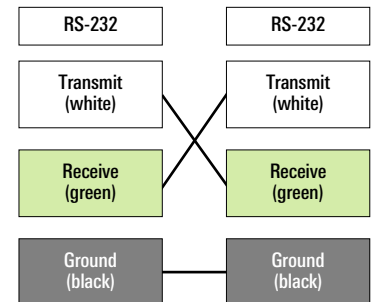 RS-232
RS-232
Transmit
(white)
Transmit
(white)
Receive
(green)
Receive
(green)
Ground
(black)
Ground
(black)